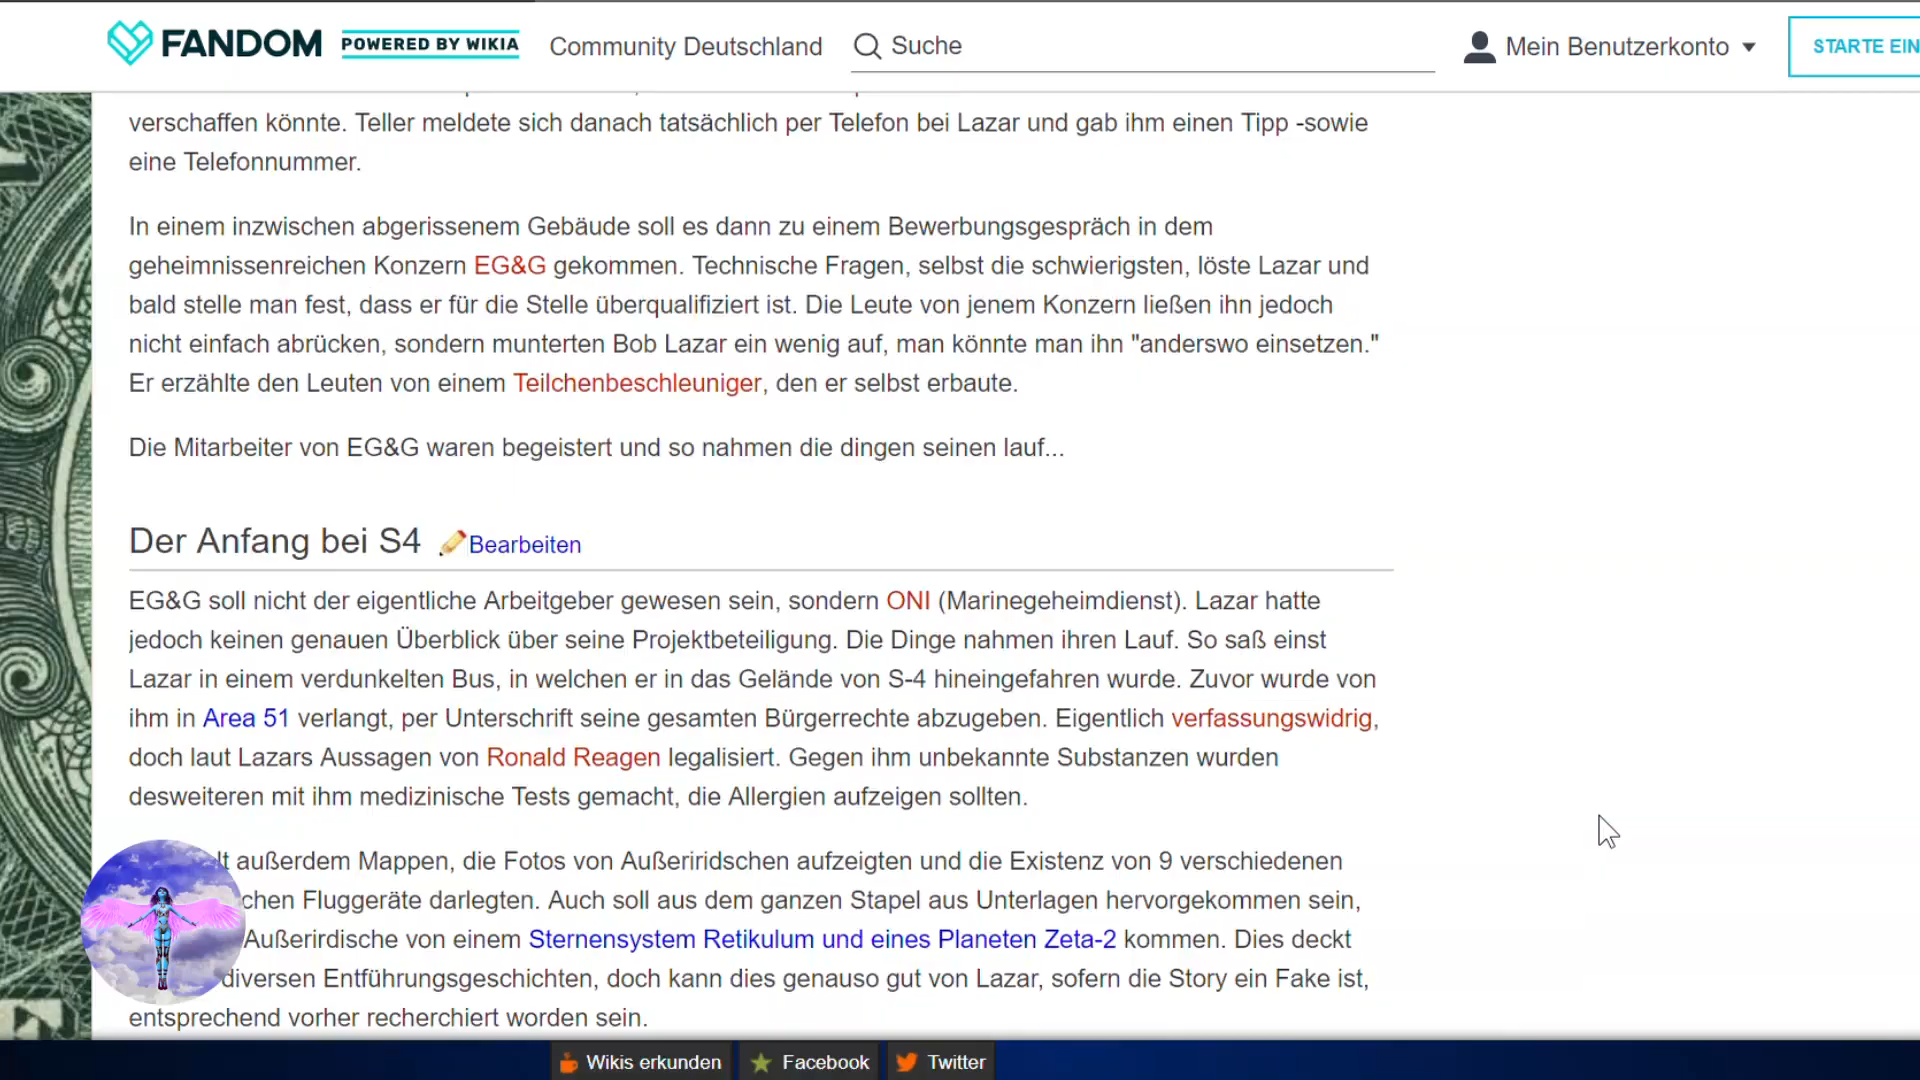 FANDOM POWERED BY WIKIA Community Deutschland Suche Mein Benutzerkonto STARTE EIN
verschaffen könnte. Teller meldete sich danach tatsächlich per Telefon bei Lazar und gab ihm einen Tipp -sowie
eine Telefonnummer.
In einem inzwischen abgerissenem Gebäude soll es dann zu einem Bewerbungsgespräch in dem
geheimnissenreichen Konzern EG&G gekommen. Technische Fragen, selbst die schwierigsten, löste Lazar und
bald stelle man fest, dass er für die Stelle überqualifiziert ist. Die Leute von jenem Konzern ließen ihn jedoch
nicht einfach abrücken, sondern munterten Bob Lazar ein wenig auf, man könnte man ihn "anderswo einsetzen."
Er erzählte den Leuten von einem Teilchenbeschleuniger, den er selbst erbaute.
Die Mitarbeiter von EG&G waren begeistert und so nahmen die dingen seinen lauf...
Der Anfang bei S4 Bearbeiten
EG&G soll nicht der eigentliche Arbeitgeber gewesen sein, sondern ONI (Marinegeheimdienst). Lazar hatte
jedoch keinen genauen Überblick über seine Projektbeteiligung. Die Dinge nahmen ihren Lauf. So saß einst
Lazar in einem verdunkelten Bus, in welchen er in das Gelände von S-4 hineingefahren wurde. Zuvor wurde von
ihm in Area 51 verlangt, per Unterschrift seine gesamten Bürgerrechte abzugeben. Eigentlich verfassungswidrig,
doch laut Lazars Aussagen von Ronald Reagen legalisiert. Gegen ihm unbekannte Substanzen wurden
desweiteren mit ihm medizinische Tests gemacht, die Allergien aufzeigen sollten.
lt außerdem Mappen, die Fotos von Außeriridschen aufzeigten und die Existenz von 9 verschiedenen
chen Fluggeräte darlegten. Auch soll aus dem ganzen Stapel aus Unterlagen hervorgekommen sein,
Außerirdische von einem Sternensystem Retikulum und eines Planeten Zeta-2 kommen. Dies deckt
diversen Entführungsgeschichten, doch kann dies genauso gut von Lazar, sofern die Story ein Fake ist,
entsprechend vorher recherchiert worden sein.
Wikis erkunden Facebook Twitter